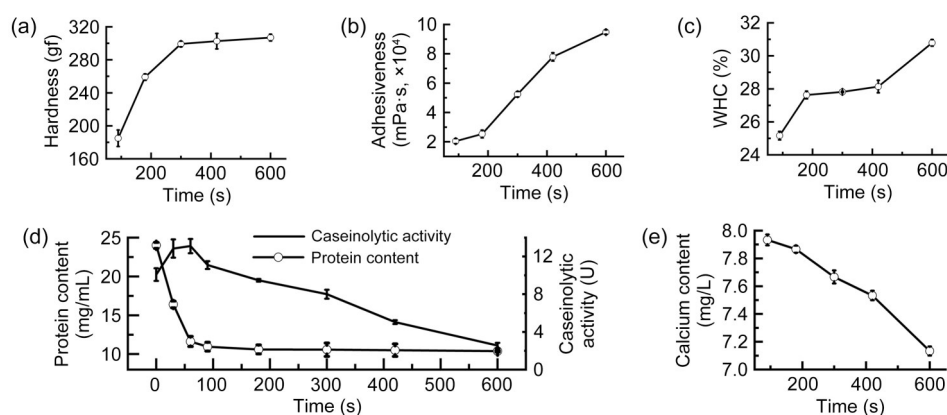 (a)
Hardness (gf)
320
280
240
200
160
200 400 600
Time (s)
(b)
Adhesiveness
(mPa·s, ×10⁴)
10
8
6
4
2
200 400 600
Time (s)
(c)
WHC (%)
32
30
28
26
24
200 400 600
Time (s)
(d)
Protein content
(mg/mL)
25
20
15
10
Caseinolytic activity
Protein content
12
8
4
0
Caseinolytic
activity (U)
0 100 200 300 400 500 600
Time (s)
(e)
Calcium content
(mg/L)
8.0
7.8
7.6
7.4
7.2
7.0
200 400 600
Time (s)